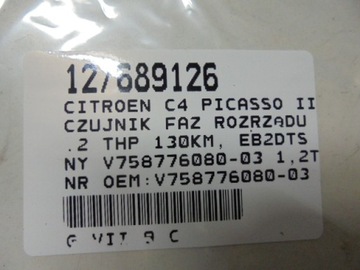 127689126
CITROEN C4 PICASSO II
CZUJNIK FAZ ROZRZĄDU
.2 THP 130KM, EB2DTS
NY V758776080-03 1,2T
NR OEM:V758776080-03